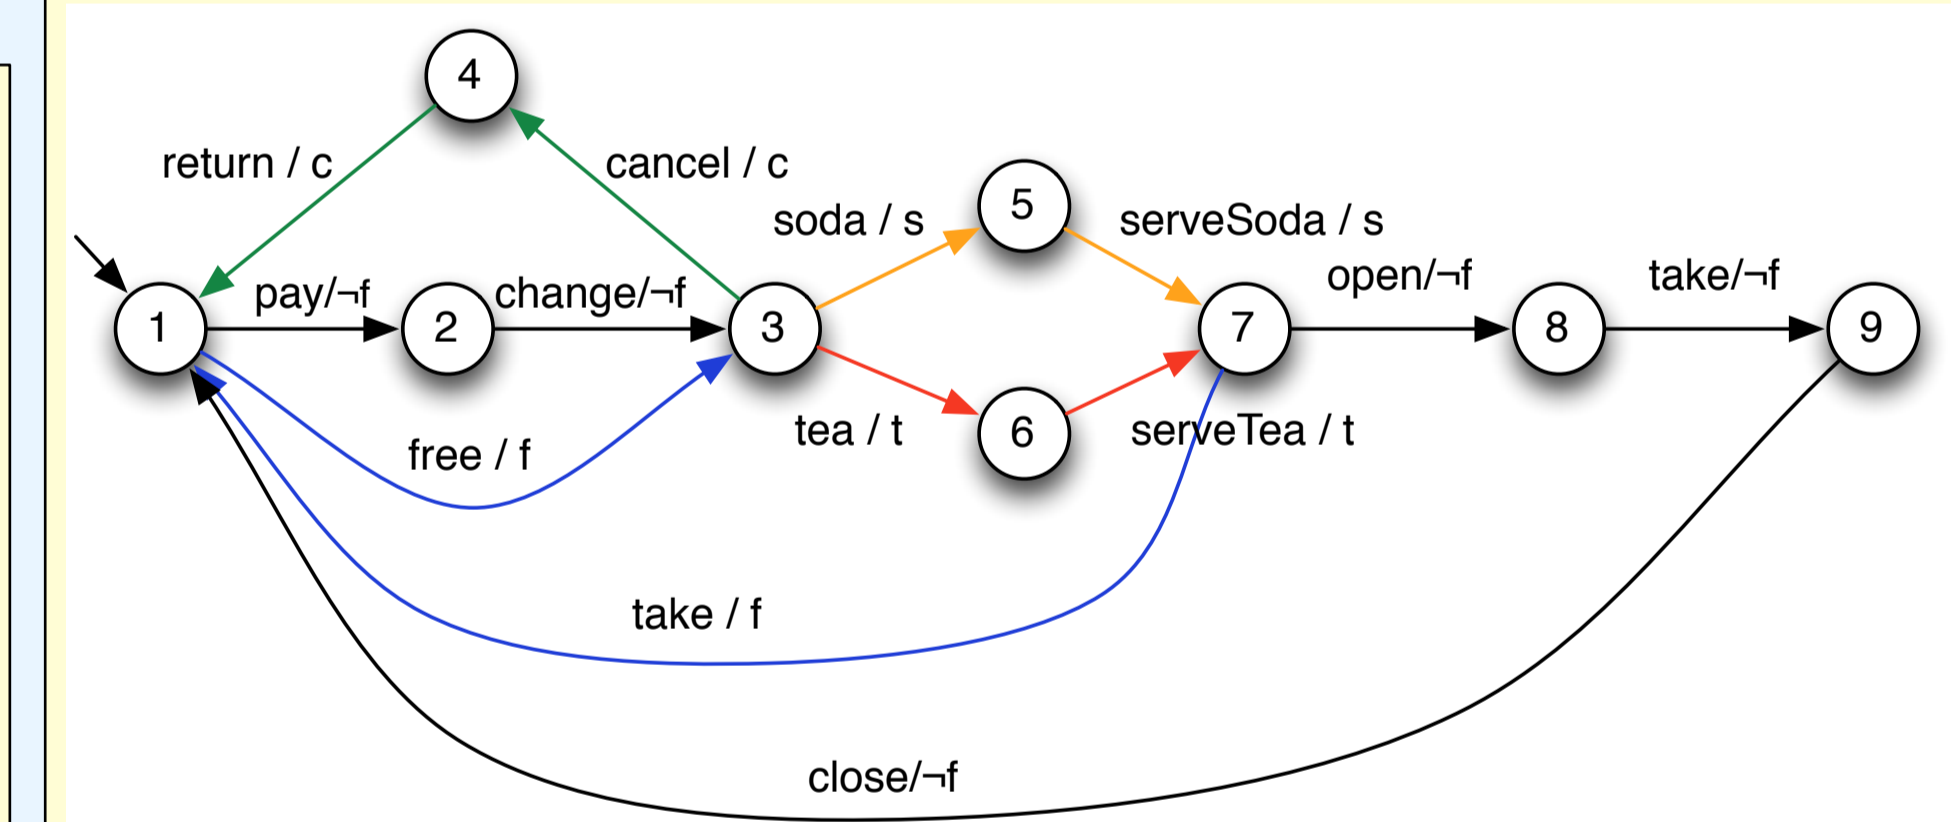 4
return / c
cancel / c
soda / s
5
serveSoda / s
pay/¬f
change/¬f
open/¬f
take/¬f
1
2
3
7
8
9
free / f
tea / t
6
serveTea / t
take / f
close/¬f